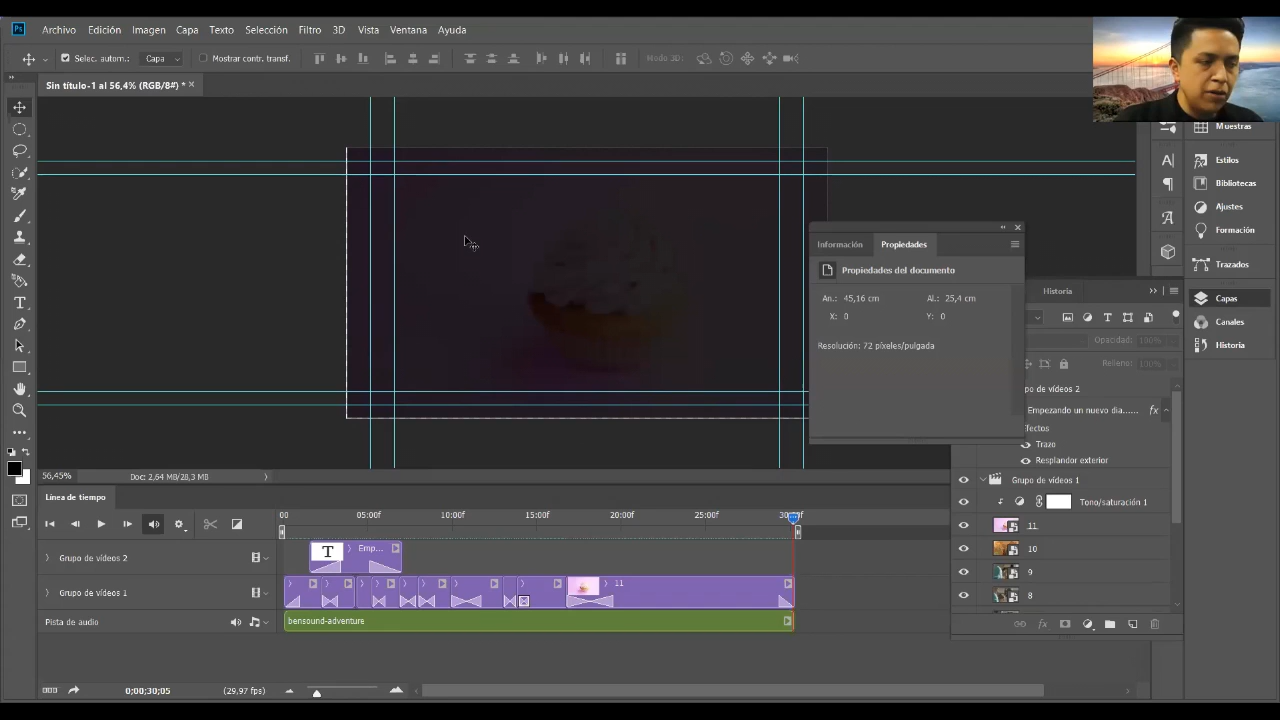 Ps Archivo Edición Imagen Capa Texto Selección Filtro 3D Vista Ventana Ayuda
Selec. autom.: Capa Mostrar contr. transf. Modo 3D:
Sin título-1 al 56,4% (RGB/8#) * ×
Muestras
Estilos
Bibliotecas
Ajustes
Formación
Trazados
Capas
Canales
Historia
Información Propiedades
Propiedades del documento
An.: 45,16 cm Al.: 25,4 cm
X: 0 Y: 0
Resolución: 72 píxeles/pulgada
Historia
Opacidad: 100%
Relleno: 100%
de vídeos 2
Empezando un nuevo dia... fx
fectos
Trazo
Resplandor exterior
Grupo de vídeos 1
Tono/saturación 1
11
10
9
8
56,45% Doc: 2,64 MB/28,3 MB
Línea de tiempo
00 05:00f 10:00f 15:00f 20:00f 25:00f 30:00f
Grupo de vídeos 2 T Emp...
Grupo de vídeos 1 11
Pista de audio bensound-adventure
0;00;30;05 (29,97 fps)